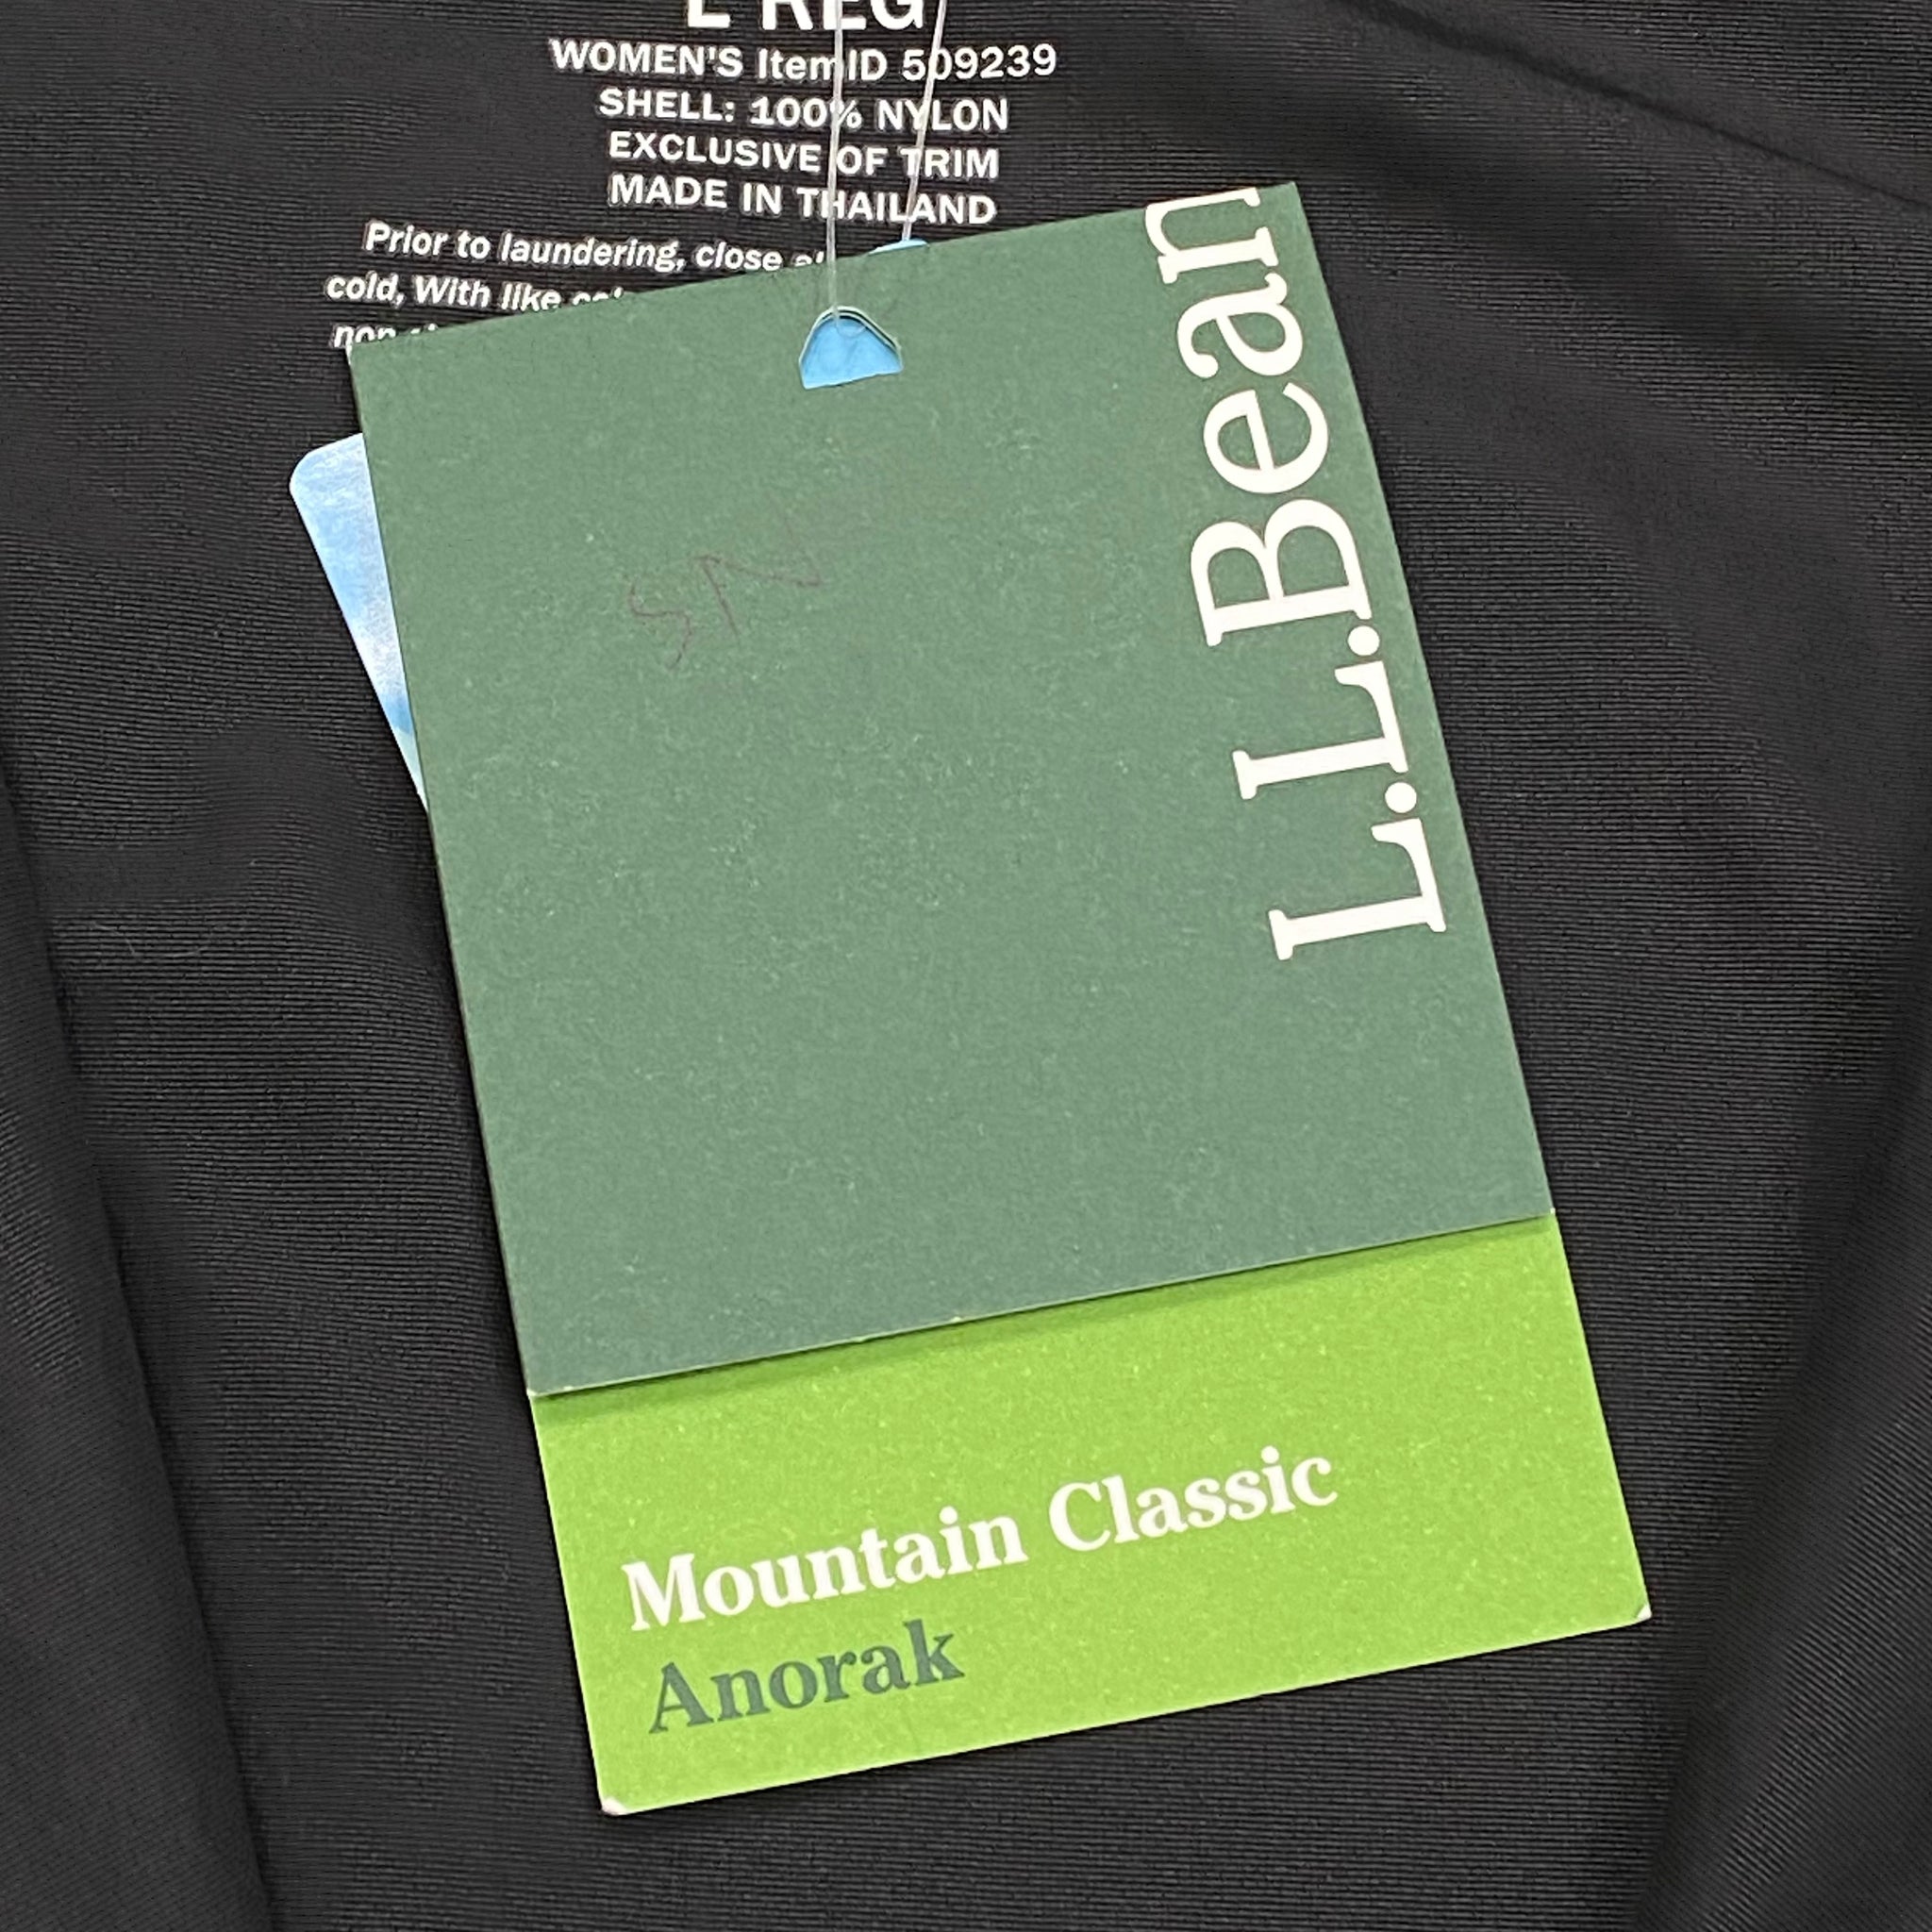 L REG
WOMEN'S ItemID 509239
SHELL: 100% NYLON
EXCLUSIVE OF TRIM
MADE IN THAILAND
Prior to laundering, close
cold, With like
L.L.Bean
Mountain Classic
Anorak